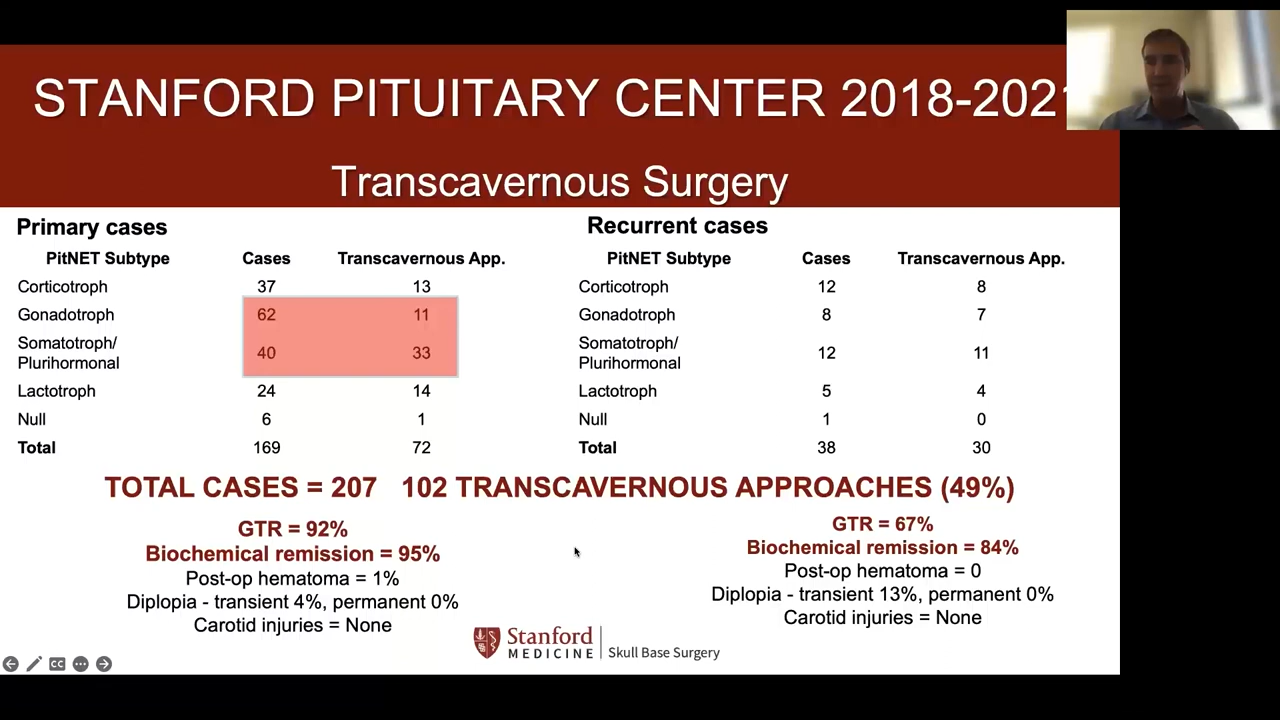 STANFORD PITUITARY CENTER 2018-2021
Transcavernous Surgery
Primary cases
PitNET Subtype Cases Transcavernous App.
Corticotroph 37 13
Gonadotroph 62 11
Somatotroph/
Plurihormonal 40 33
Lactotroph 24 14
Null 6 1
Total 169 72
Recurrent cases
PitNET Subtype Cases Transcavernous App.
Corticotroph 12 8
Gonadotroph 8 7
Somatotroph/
Plurihormonal 12 11
Lactotroph 5 4
Null 1 0
Total 38 30
TOTAL CASES = 207 102 TRANSCAVERNOUS APPROACHES (49%)
GTR = 92%
Biochemical remission = 95%
Post-op hematoma = 1%
Diplopia - transient 4%, permanent 0%
Carotid injuries = None
GTR = 67%
Biochemical remission = 84%
Post-op hematoma = 0
Diplopia - transient 13%, permanent 0%
Carotid injuries = None
Stanford
MEDICINE
Skull Base Surgery
CC